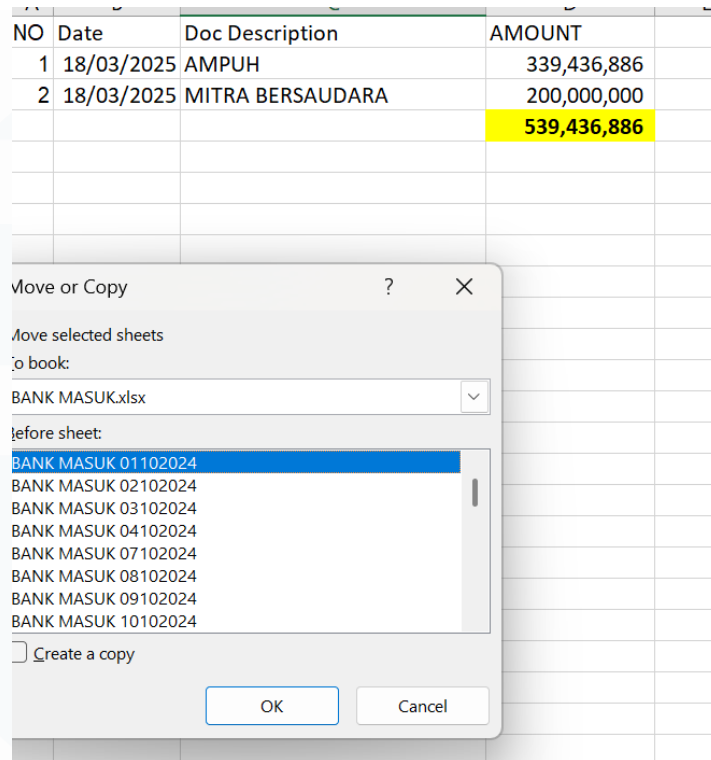 NO Date Doc Description AMOUNT
1 18/03/2025 AMPUH 339,436,886
2 18/03/2025 MITRA BERSAUDARA 200,000,000
539,436,886
Move or Copy ?
Move selected sheets
To book:
BANK MASUK.xlsx
Before sheet:
BANK MASUK 01102024
BANK MASUK 02102024
BANK MASUK 03102024
BANK MASUK 04102024
BANK MASUK 07102024
BANK MASUK 08102024
BANK MASUK 09102024
BANK MASUK 10102024
Create a copy
OK Cancel